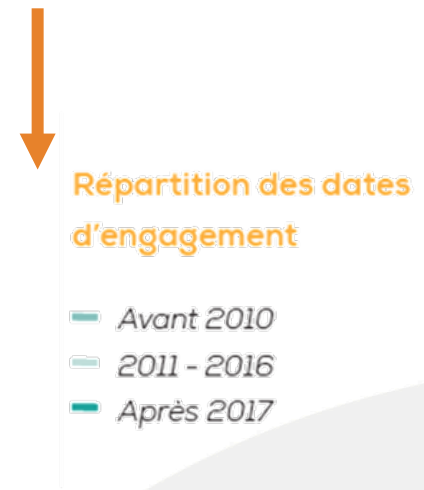 Répartition des dates
d'engagement
Avant 2010
2011 - 2016
Après 2017